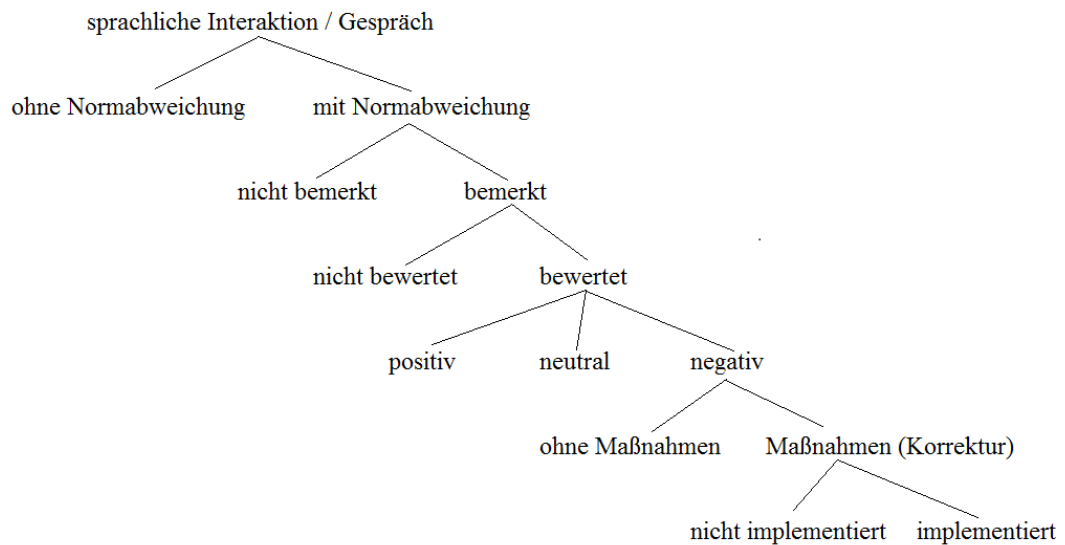 sprachliche Interaktion / Gespräch
ohne Normabweichung
mit Normabweichung
nicht bemerkt
bemerkt
nicht bewertet
bewertet
positiv
neutral
negativ
ohne Maßnahmen
Maßnahmen (Korrektur)
nicht implementiert
implementiert